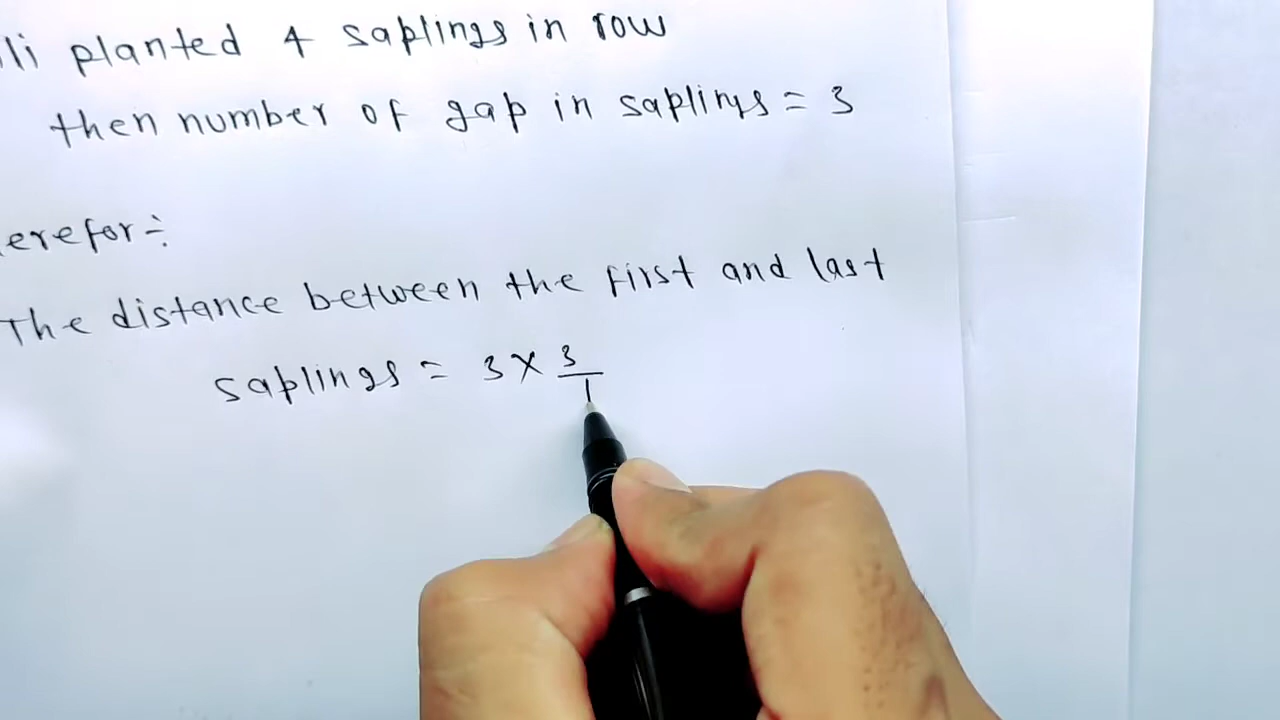 planted 4 saplings in row
then number of gap in saplings = 3
erefor÷
The distance between the first and last
saplings = 3 × 3/1